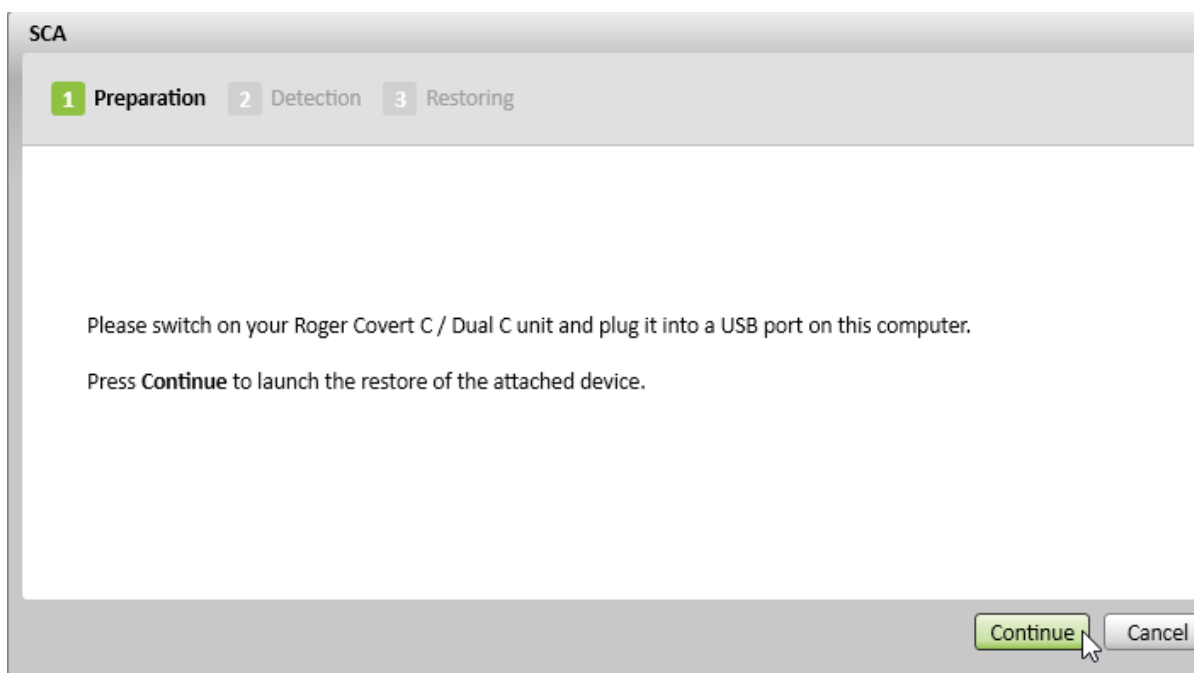 SCA
1 Preparation 2 Detection 3 Restoring
Please switch on your Roger Covert C / Dual C unit and plug it into a USB port on this computer.
Press Continue to launch the restore of the attached device.
Continue Cancel